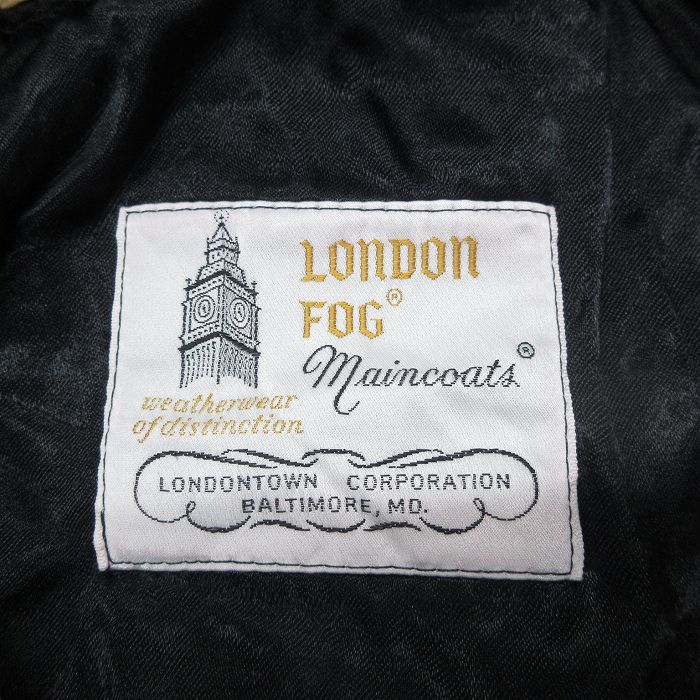 LONDON
FOG®
Maincoats®
weatherwear
of distinction
LONDONTOWN CORPORATION
BALTIMORE, MD.